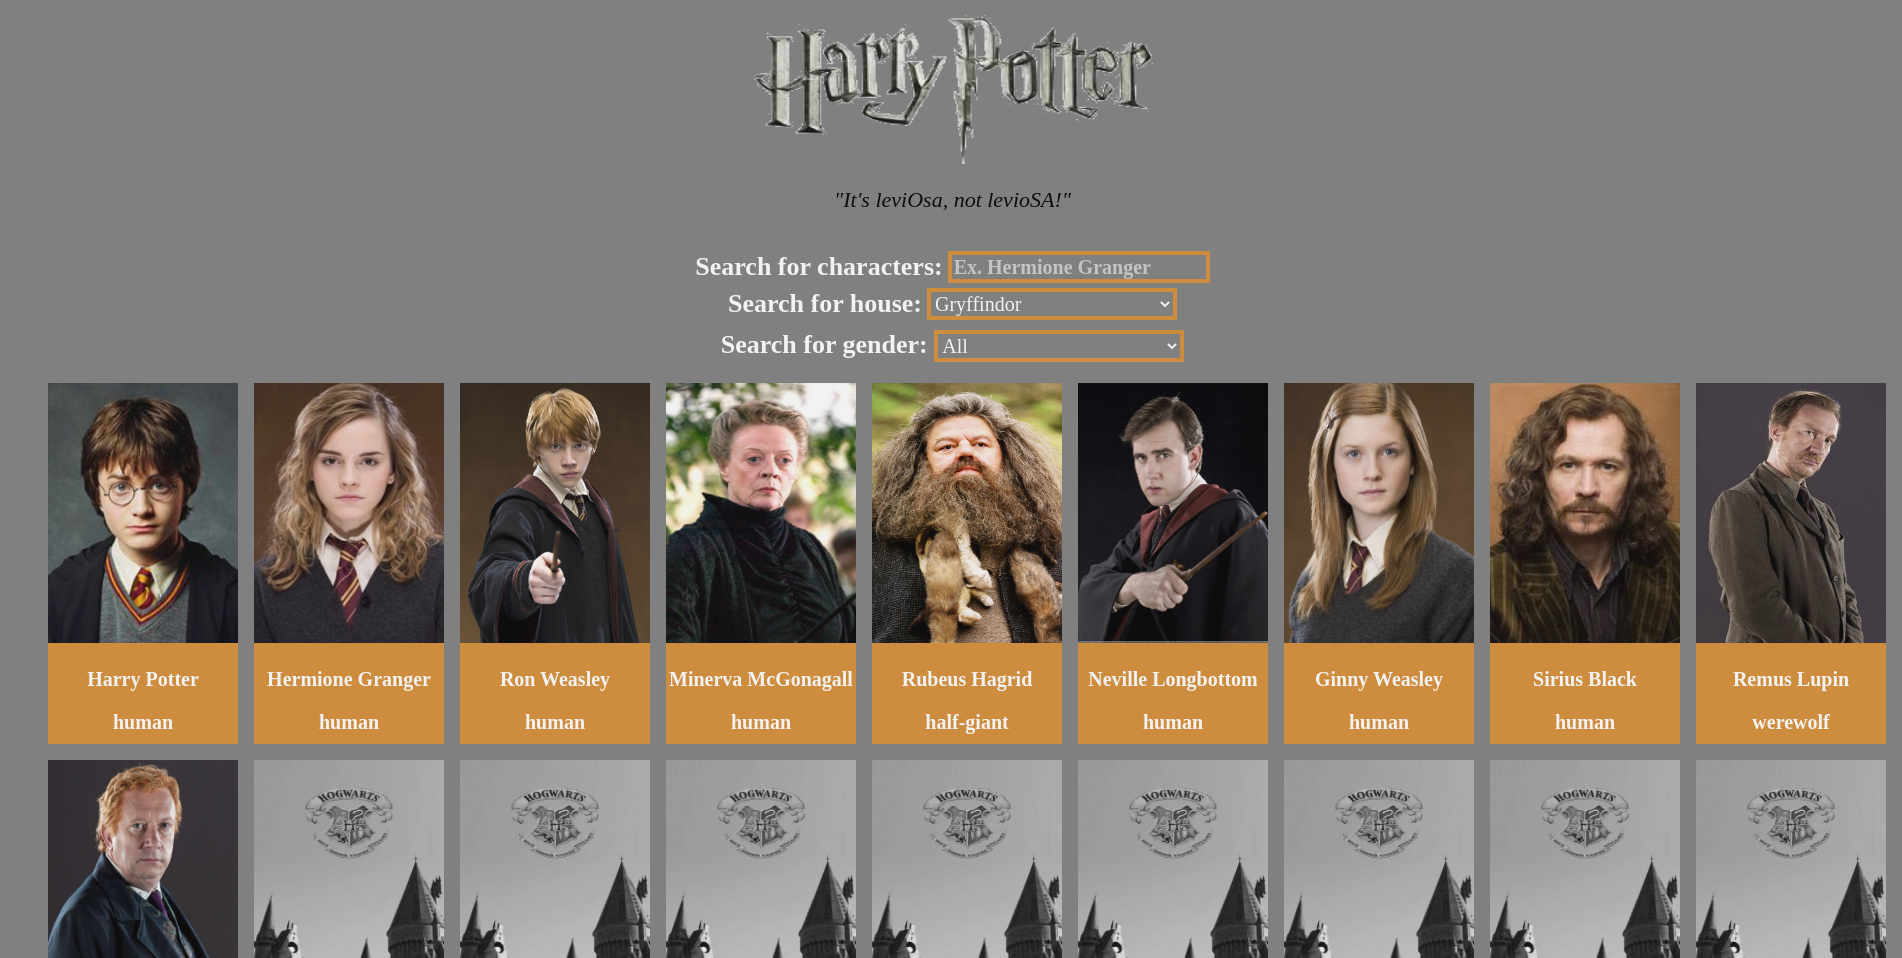 Harry Potter
"It's leviOsa, not levioSA!"
Search for characters: Ex. Hermione Granger
Search for house: Gryffindor
Search for gender: All
Harry Potter Hermione Granger Ron Weasley Minerva McGonagall Rubeus Hagrid Neville Longbottom Ginny Weasley Sirius Black Remus Lupin
human human human human half-giant human human human werewolf
HOGWARTS HOGWARTS HOGWARTS HOGWARTS HOGWARTS HOGWARTS HOGWARTS HOGWARTS